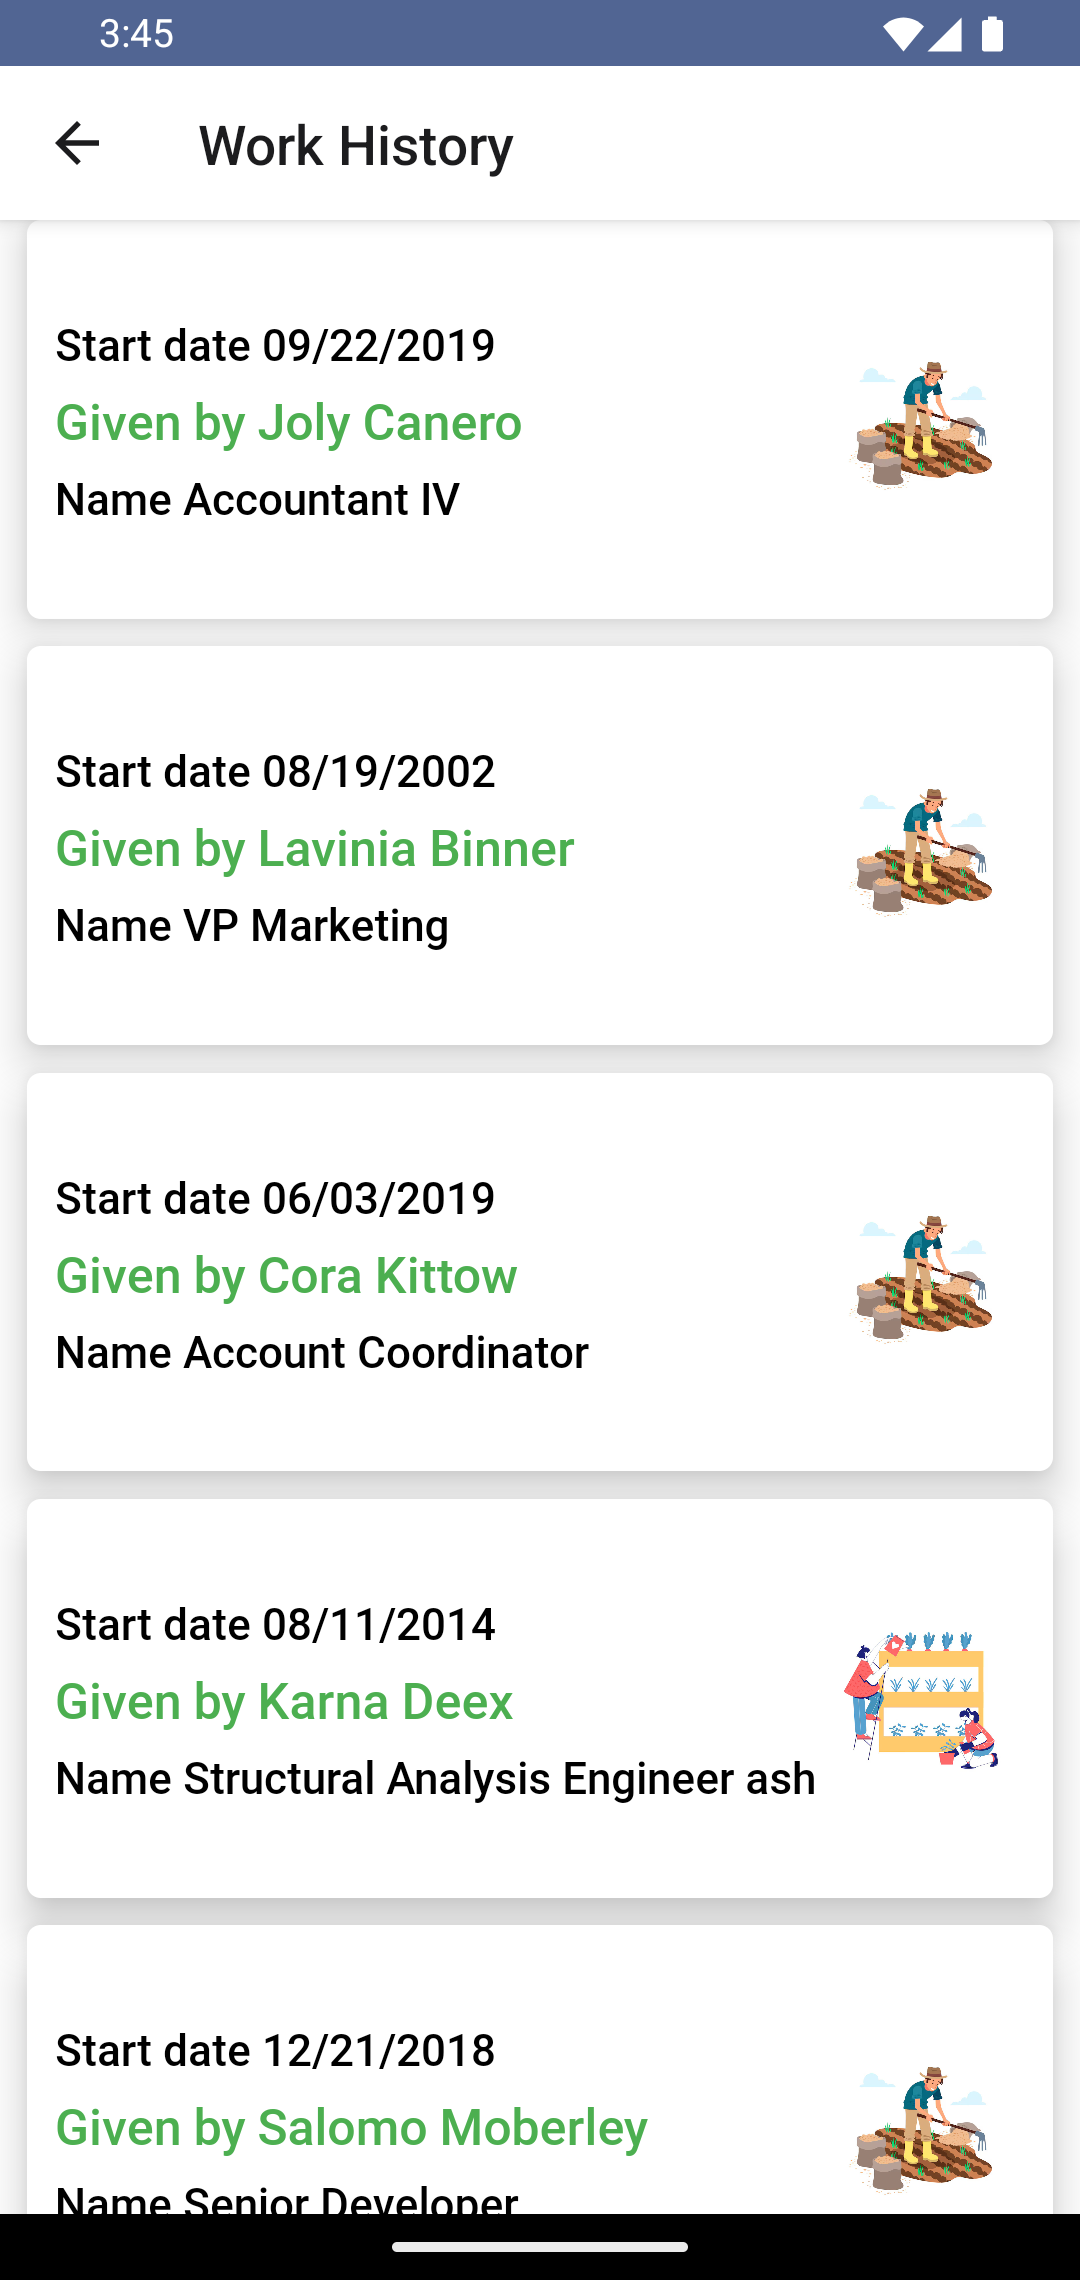 3:45
Work History
Start date 09/22/2019
Given by Joly Canero
Name Accountant IV
Start date 08/19/2002
Given by Lavinia Binner
Name VP Marketing
Start date 06/03/2019
Given by Cora Kittow
Name Account Coordinator
Start date 08/11/2014
Given by Karna Deex
Name Structural Analysis Engineer ash
Start date 12/21/2018
Given by Salomo Moberley
Name Senior Developer